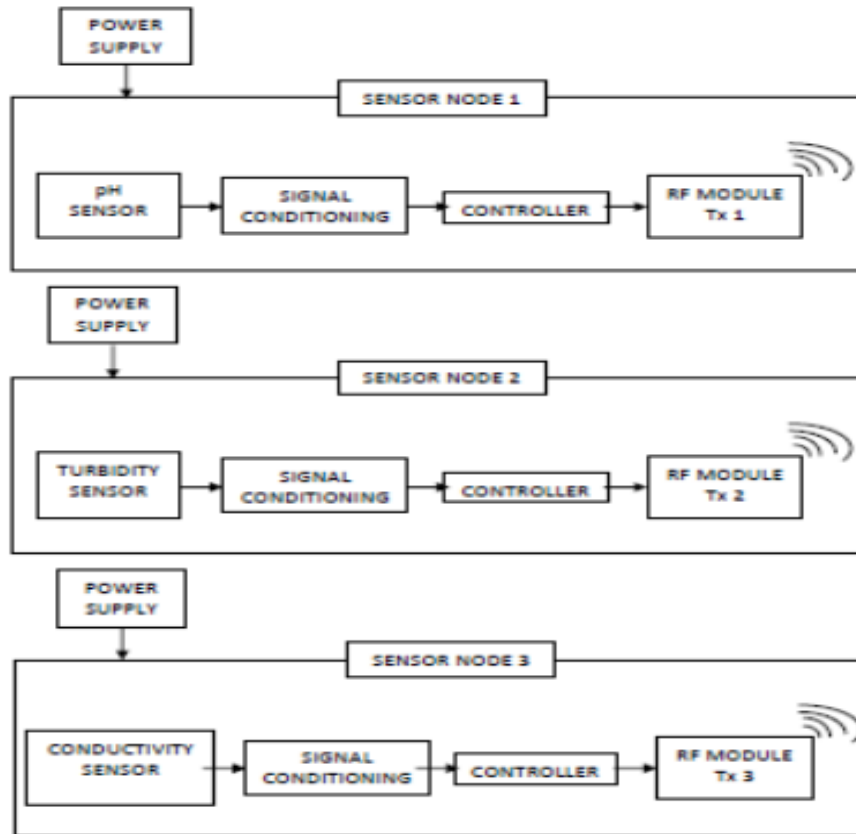 POWER
SUPPLY
SENSOR NODE 1
pH
SENSOR
SIGNAL
CONDITIONING
CONTROLLER
RF MODULE
Tx 1
POWER
SUPPLY
SENSOR NODE 2
TURBIDITY
SENSOR
SIGNAL
CONDITIONING
CONTROLLER
RF MODULE
Tx 2
POWER
SUPPLY
SENSOR NODE 3
CONDUCTIVITY
SENSOR
SIGNAL
CONDITIONING
CONTROLLER
RF MODULE
Tx 3